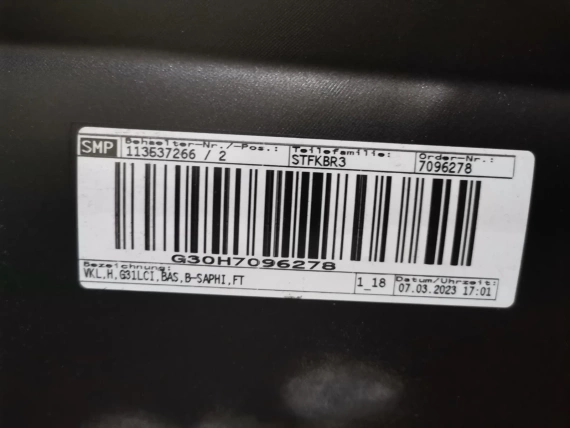 SMP Behaelter-Nr./-Pos.: Teilefamilie: Order-Nr.:
113637266 / 2 STFKBR3 7096278
G30H7096278
Bezeichnung: Datum/Uhrzeit:
VKL,H,G31LCI,BAS,B-SAPHI,FT 1_18 07.03.2023 17:01